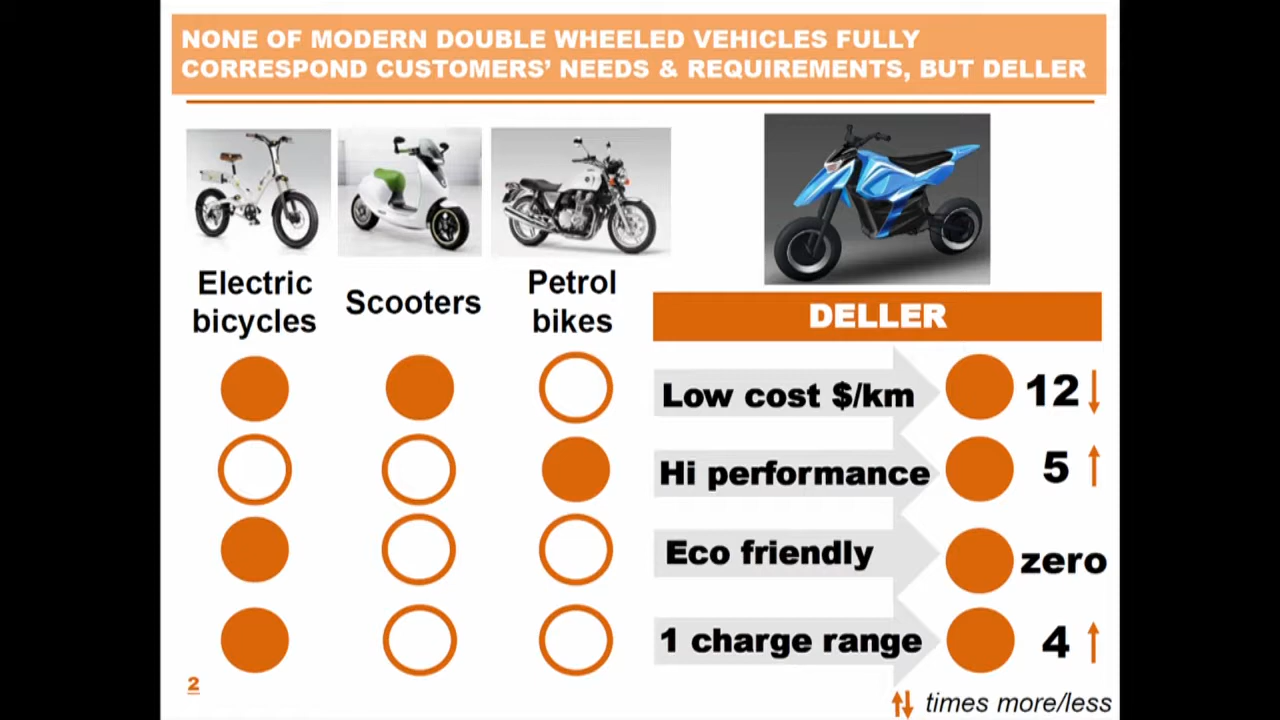 NONE OF MODERN DOUBLE WHEELED VEHICLES FULLY
CORRESPOND CUSTOMERS’ NEEDS & REQUIREMENTS, BUT DELLER
Electric
bicycles
Scooters
Petrol
bikes
DELLER
Low cost $/km
12
Hi performance
5
Eco friendly
zero
1 charge range
4
2
times more/less